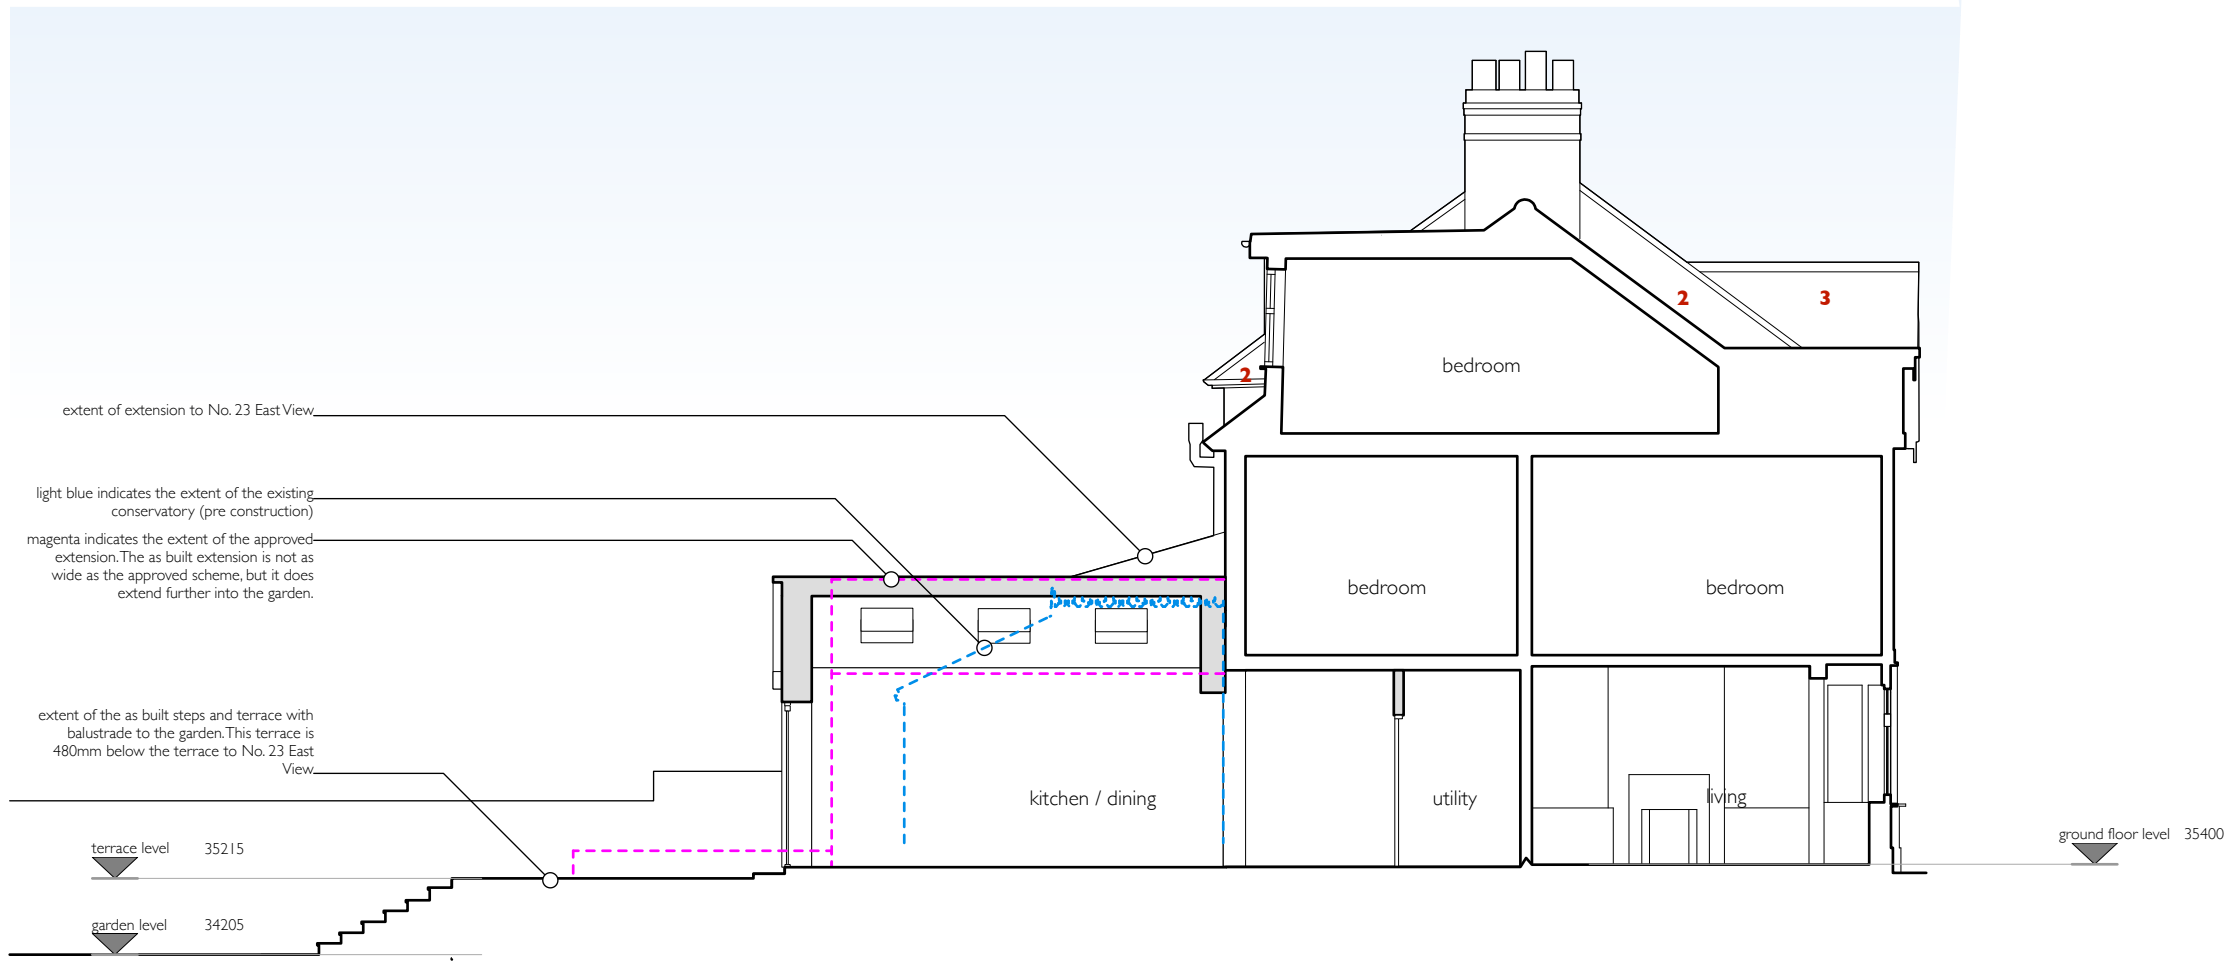 2
3
bedroom
2
extent of extension to No. 23 East View
light blue indicates the extent of the existing
conservatory (pre construction)
magenta indicates the extent of the approved
extension. The as built extension is not as
wide as the approved scheme, but it does
extend further into the garden.
bedroom
bedroom
extent of the as built steps and terrace with
balustrade to the garden. This terrace is
480mm below the terrace to No. 23 East
View
kitchen / dining
utility
living
terrace level 35215
ground floor level 35400
garden level 34205